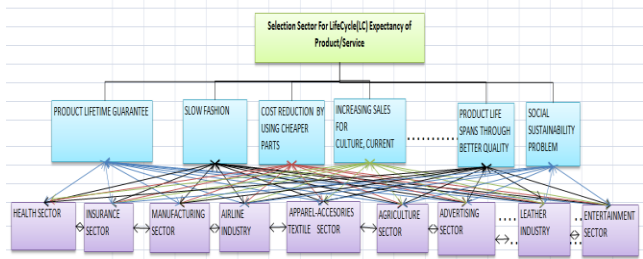 Selection Sector For LifeCycle(LC) Expectancy of
Product/Service
PRODUCT LIFETIME GUARANTEE
SLOW FASHION
COST REDUCTION BY
USING CHEAPER
PARTS
INCREASING SALES
FOR
CULTURE, CURRENT
..............
PRODUCT LIFE
SPANS THROUGH
BETTER QUALITY
SOCIAL
SUSTAINABILITY
PROBLEM
HEALTH SECTOR
INSURANCE
SECTOR
MANUFACTURING
SECTOR
AIRLINE
INDUSTRY
APPAREL-ACCESORIES
TEXTILE SECTOR
AGRICULTURE
SECTOR
ADVERTISING
SECTOR
LEATHER
INDUSTRY
ENTERTAINMENT
SECTOR